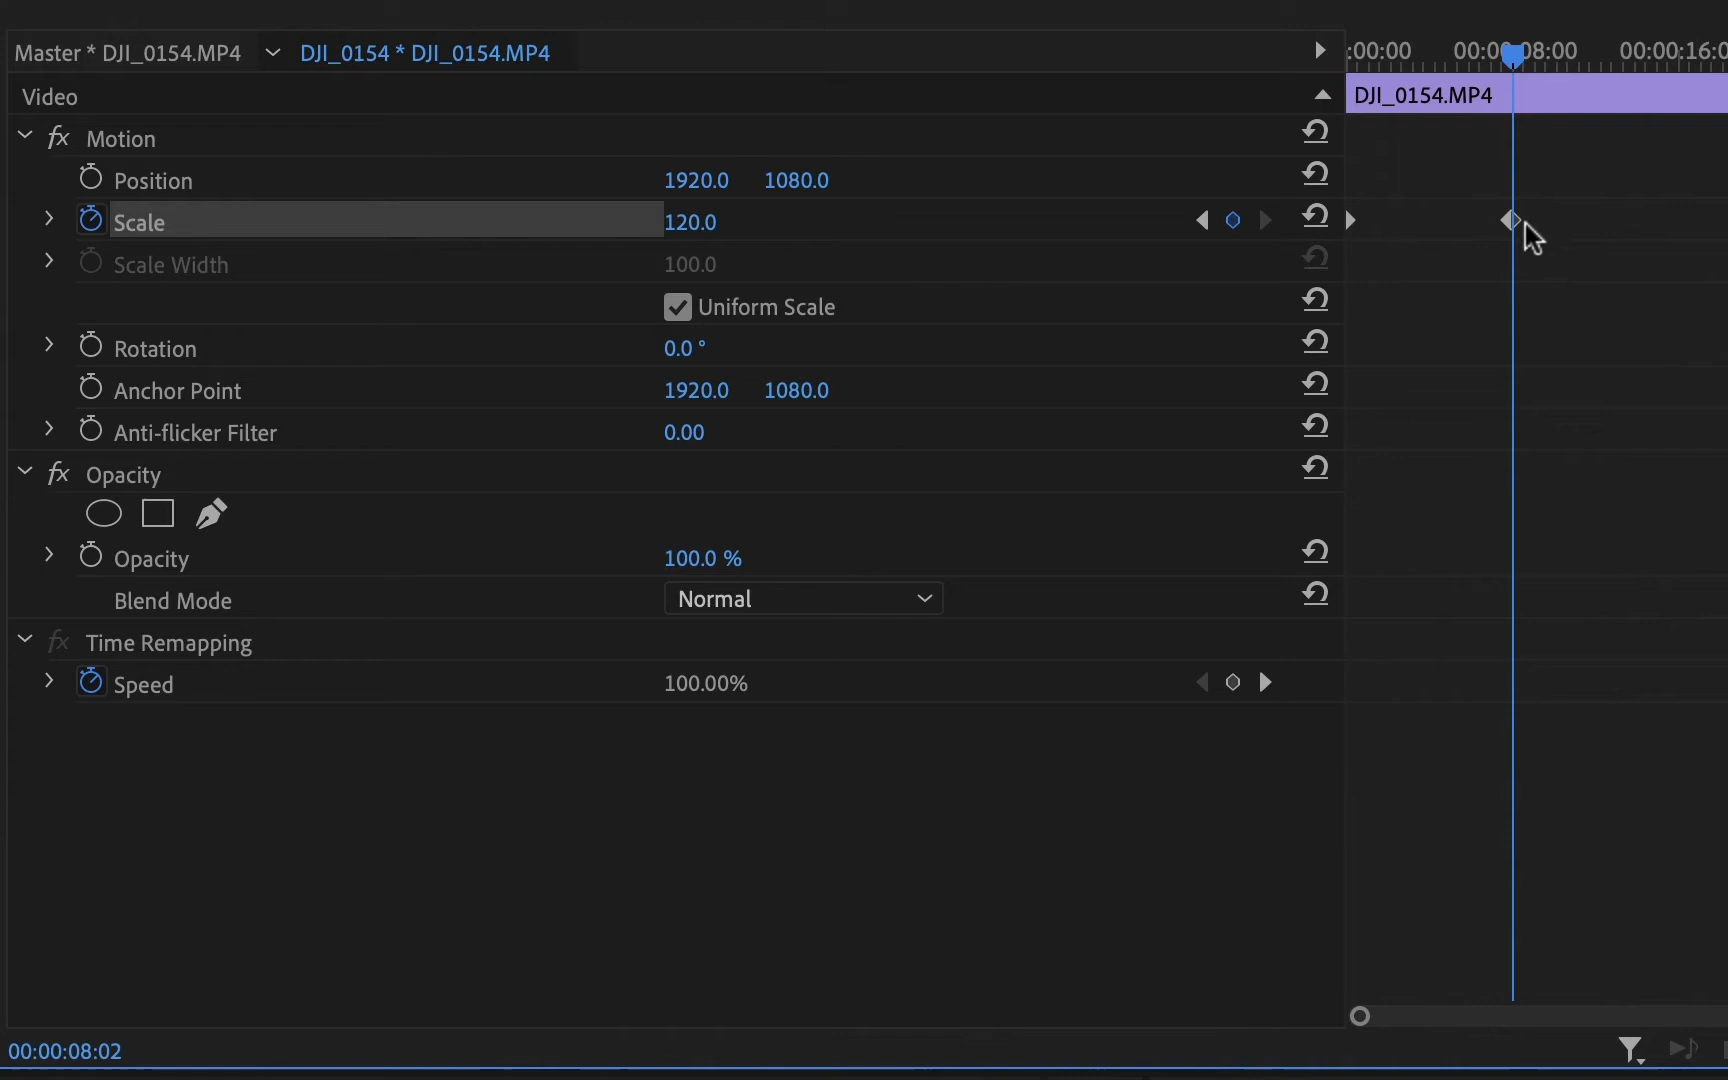 Master * DJI_0154.MP4 DJI_0154 * DJI_0154.MP4 :00:00 00:00:08:00 00:00:16:0
Video DJI_0154.MP4
fx Motion
Position 1920.0 1080.0
Scale 120.0
Scale Width 100.0
Uniform Scale
Rotation 0.0 °
Anchor Point 1920.0 1080.0
Anti-flicker Filter 0.00
fx Opacity
Opacity 100.0 %
Blend Mode Normal
fx Time Remapping
Speed 100.00%
00:00:08:02